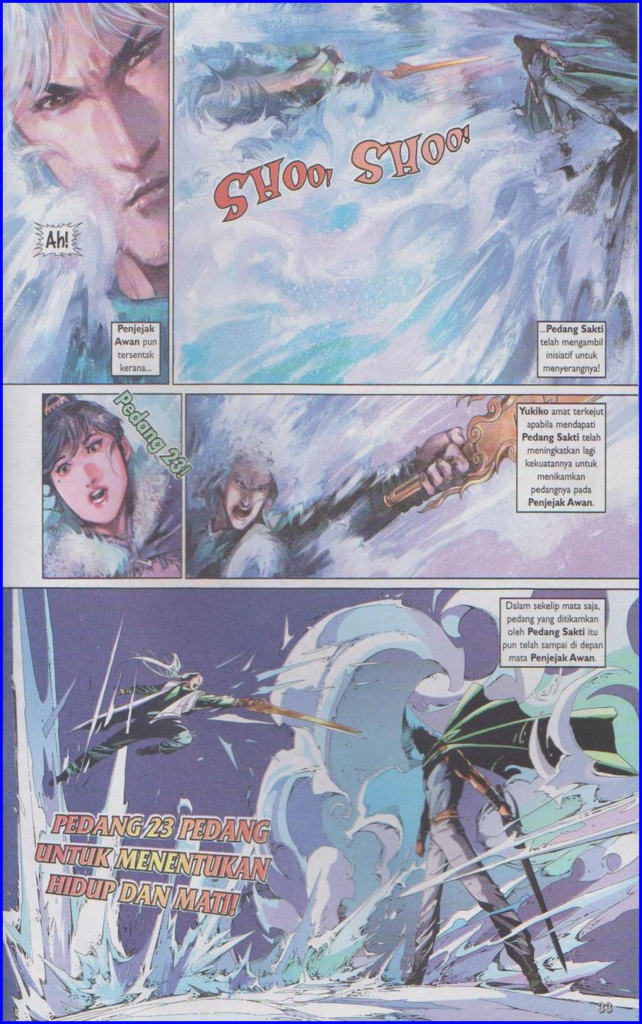 Ah!
Penjejak
Awan pun
tersentak
kerana...
SHOO, SHOO!
...Pedang Sakti
telah mengambil
inisiatif untuk
menyerangnya!
Pedang 23!
Yukiko amat terkejut
apabila mendapati
Pedang Sakti telah
meningkatkan lagi
kekuatannya untuk
menikamkan
pedangnya pada
Penjejak Awan.
Dalam sekelip mata saja,
pedang yang ditikamkan
oleh Pedang Sakti itu
pun telah sampai di depan
mata Penjejak Awan.
PEDANG 23 PEDANG
UNTUK MENENTUKAN
HIDUP DAN MATI!
33